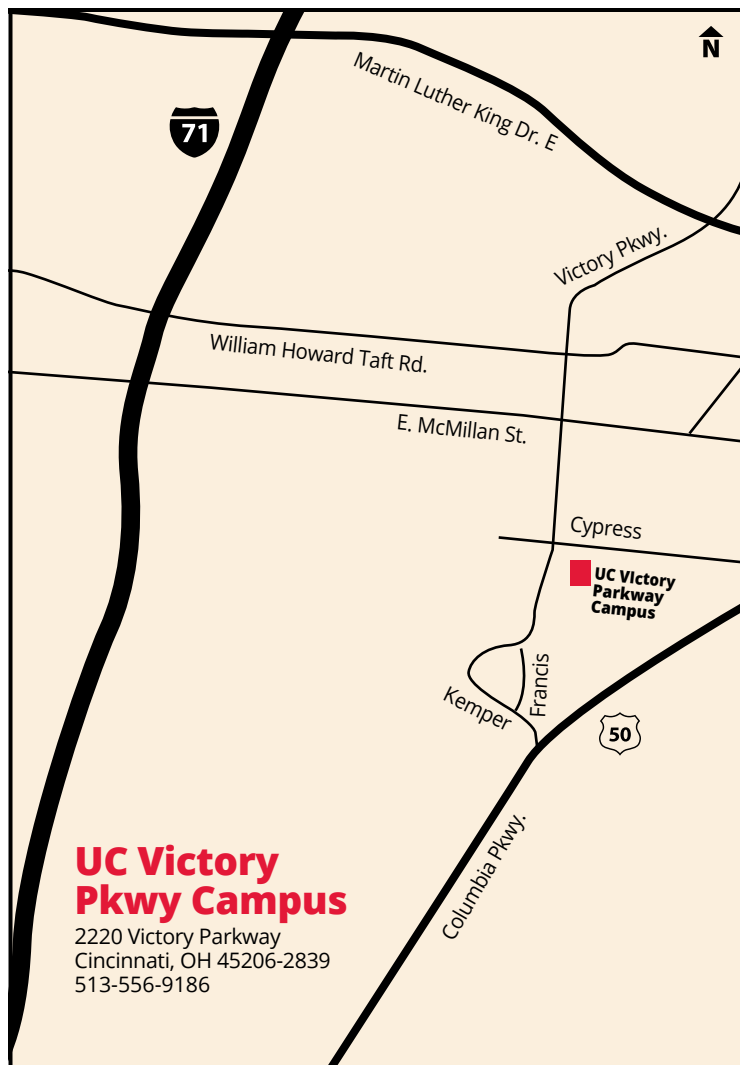 N
Martin Luther King Dr. E
71
Victory Pkwy.
William Howard Taft Rd.
E. McMillan St.
Cypress
UC VIctory
Parkway
Campus
Francis
Kemper
50
Columbia Pkwy.
UC Victory
Pkwy Campus
2220 Victory Parkway
Cincinnati, OH 45206-2839
513-556-9186